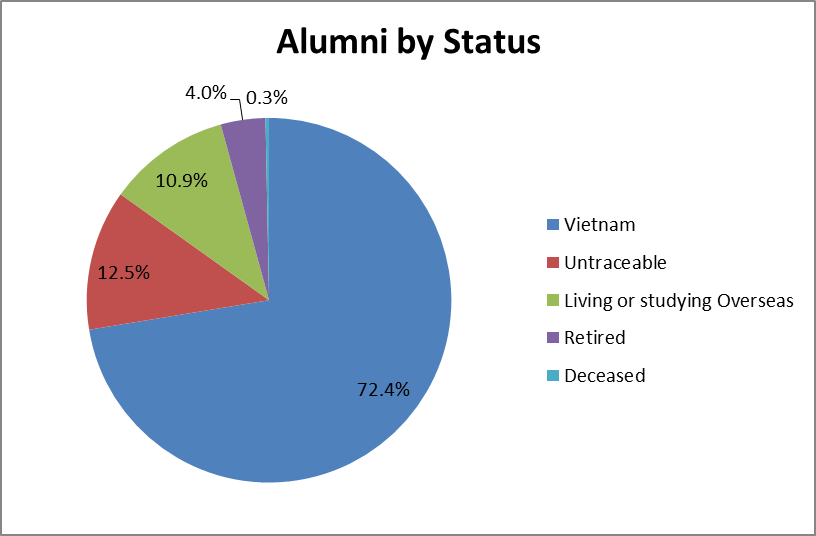 Alumni by Status
4.0%
0.3%
10.9%
12.5%
72.4%
Vietnam
Untraceable
Living or studying Overseas
Retired
Deceased